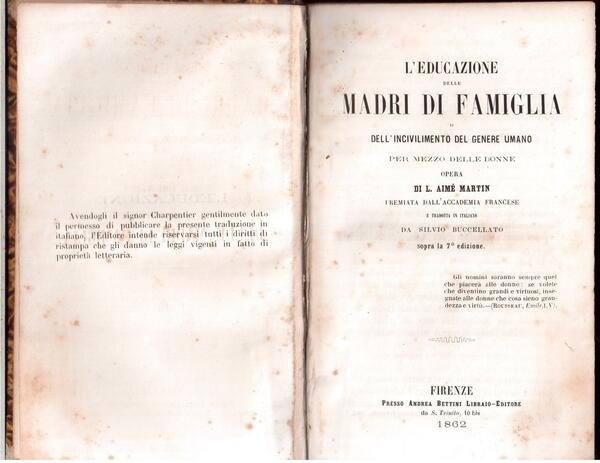 Avendogli il signor Charpentier gentilmente dato
il permesso di pubblicare la presente traduzione in
italiano, l'Editore intende riservarsi tutti i diritti di
ristampa che gli danno le leggi vigenti in fatto di
proprietà letteraria.
L'EDUCAZIONE
DELLE
MADRI DI FAMIGLIA
O
DELL'INCIVILIMENTO DEL GENERE UMANO
PER MEZZO DELLE DONNE
OPERA
DI L. AIMÉ MARTIN
PREMIATA DALL'ACCADEMIA FRANCESE
E TRADOTTA IN ITALIANO
DA SILVIO BUCCELLATO
sopra la 7ª edizione.
Gli uomini saranno sempre quel
che piacerà alle donne: se volete
che diventino grandi e virtuosi, inse-
gnate alle donne che cosa sieno gran-
dezza e virtù.—(ROUSSEAU, Emile, l. V).
FIRENZE
PRESSO ANDREA BETTINI LIBRAIO-EDITORE
da S. Trinita, 10 bis
1862